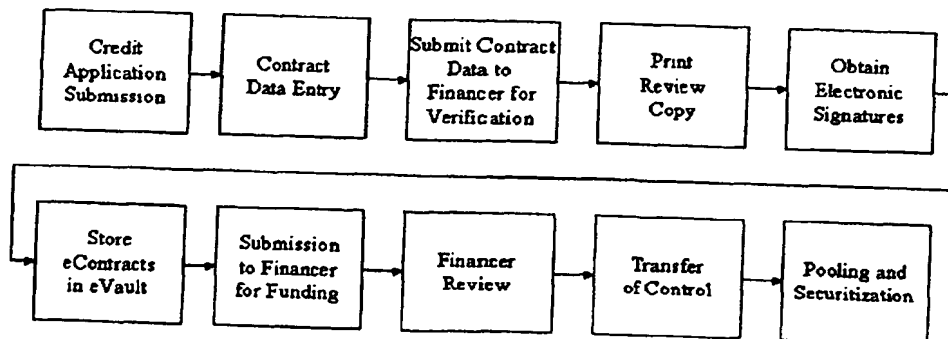 Credit
Application
Submission
Contract
Data Entry
Submit Contract
Data to
Financer for
Verification
Print
Review
Copy
Obtain
Electronic
Signatures
Store
eContracts
in eVault
Submission
to Financer
for Funding
Financer
Review
Transfer
of Control
Pooling and
Securitization